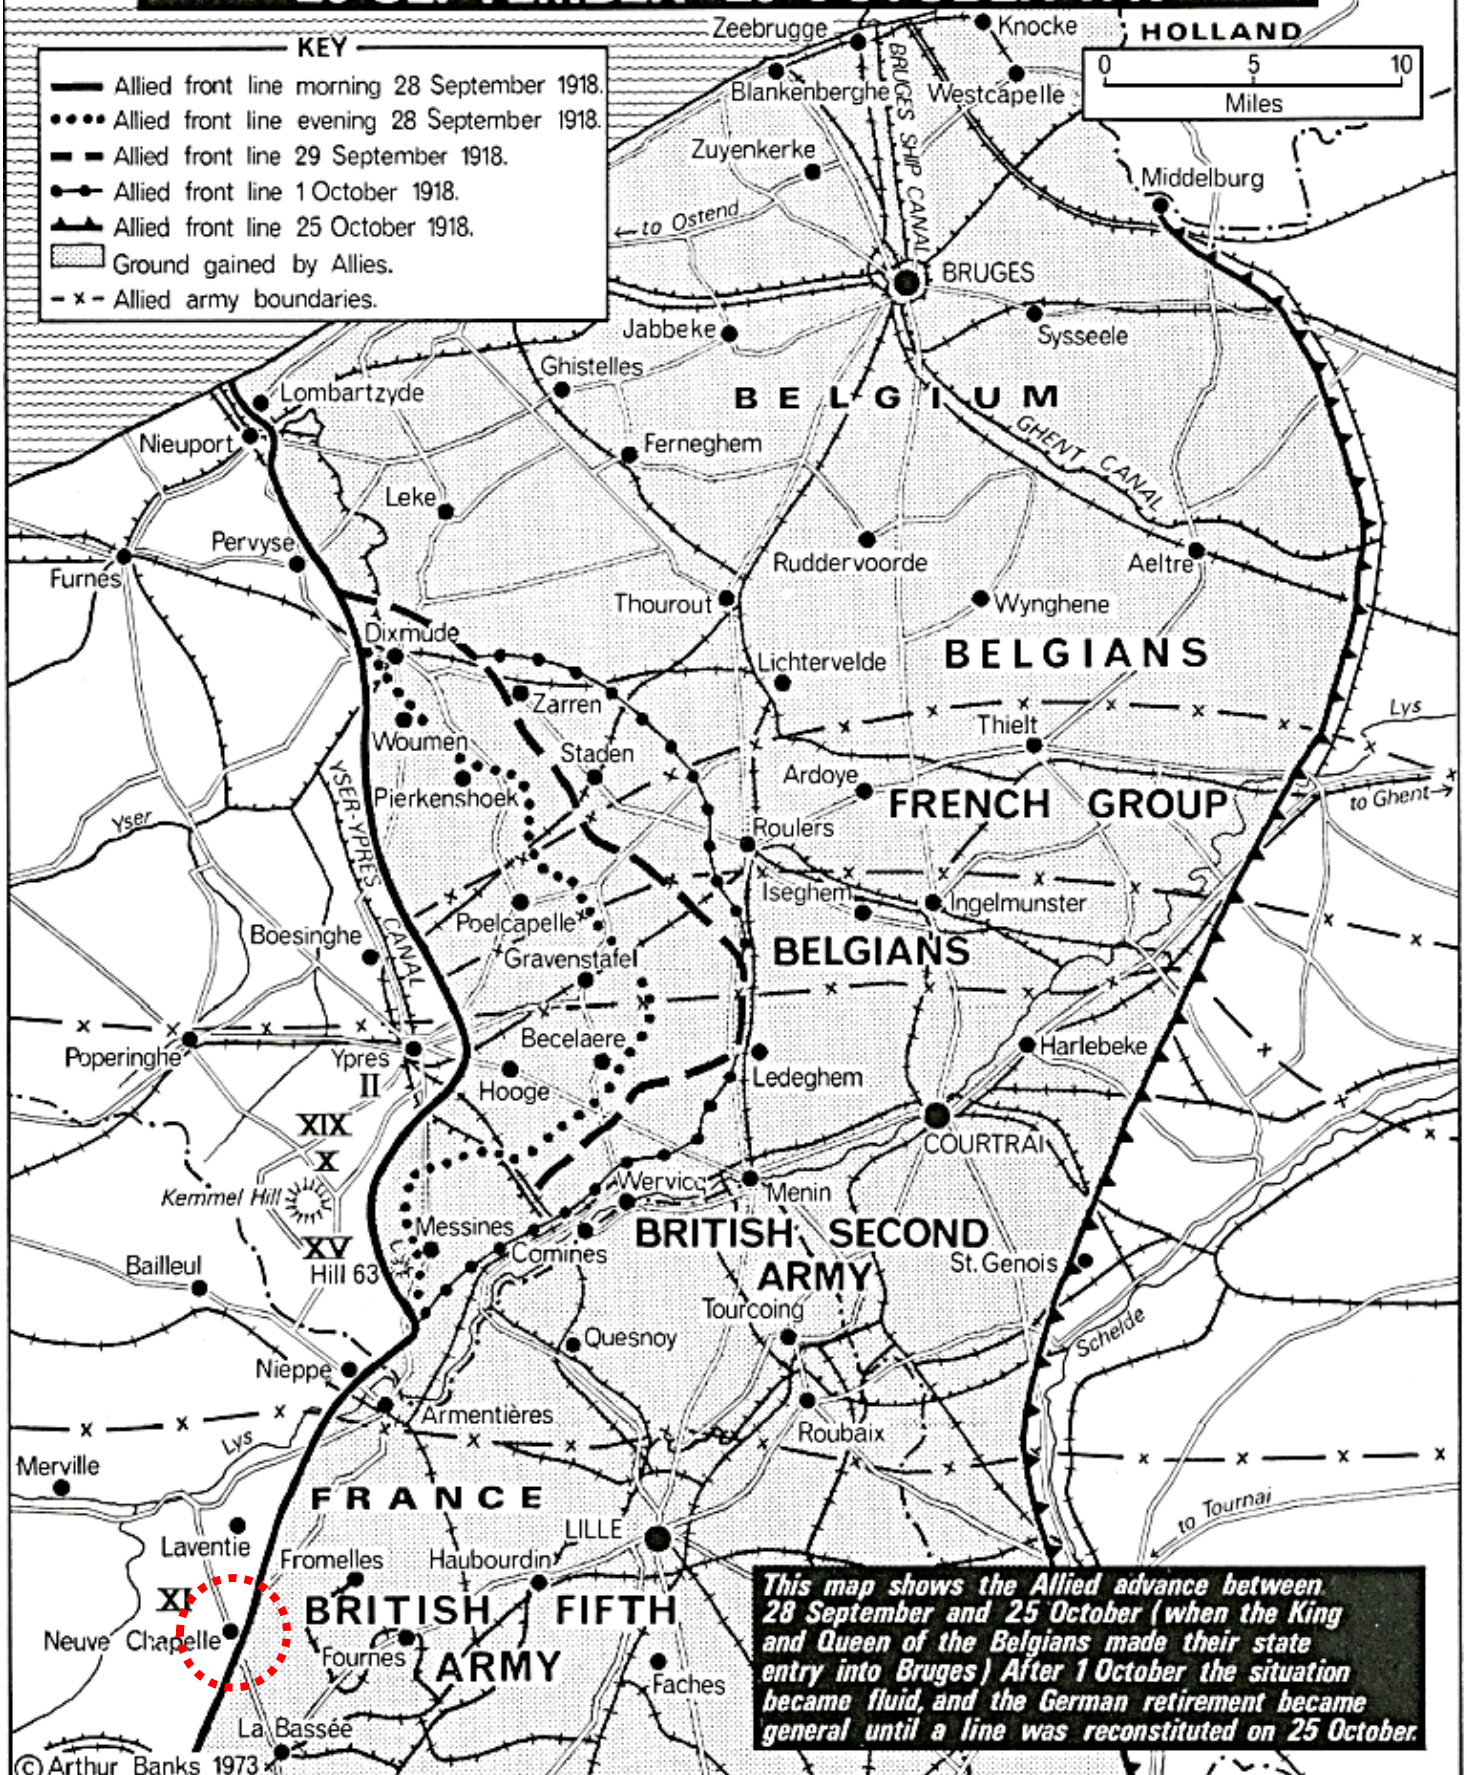 KEY
Allied front line morning 28 September 1918.
Allied front line evening 28 September 1918.
Allied front line 29 September 1918.
Allied front line 1 October 1918.
Allied front line 25 October 1918.
Ground gained by Allies.
Allied army boundaries.
Zeebrugge
Knocke
HOLLAND
0 5 10
Miles
Blankenberghe
BRUGES SHIP CANAL
Westcapelle
Zuyenkerke
Middelburg
← to Ostend
BRUGES
Jabbeke
Sysseele
Ghistelles
Lombartzyde
BELGIUM
Nieuport
Ferneghem
GHENT CANAL
Leke
Pervyse
Ruddervoorde
Aeltre
Furnes
Thourout
Wynghene
Dixmude
Lichtervelde
BELGIANS
Zarren
Lys
Thielt
Woumen
Staden
YSER-YPRES CANAL
Ardoye
Pierkenshoek
FRENCH GROUP
to Ghent→
Yser
Roulers
Iseghem
Ingelmunster
Poelcapelle
Boesinghe
BELGIANS
Gravenstafel
Becelaere
Harlebeke
Poperinghe
Ypres
II
Ledeghem
Hooge
XIX
COURTRAI
X
Kemmel Hill
Wervicq
Menin
Messines
BRITISH SECOND
XV
Comines
St. Genois
Bailleul
Hill 63
ARMY
Tourcoing
Quesnoy
Schelde
Nieppe
Armentières
Roubaix
Lys
Merville
FRANCE
to Tournai
LILLE
Laventie
Fromelles
Haubourdin
XI
BRITISH FIFTH
Neuve Chapelle
Fournes
ARMY
Faches
La Bassée
This map shows the Allied advance between
28 September and 25 October (when the King
and Queen of the Belgians made their state
entry into Bruges) After 1 October the situation
became fluid, and the German retirement became
general until a line was reconstituted on 25 October.
© Arthur Banks 1973